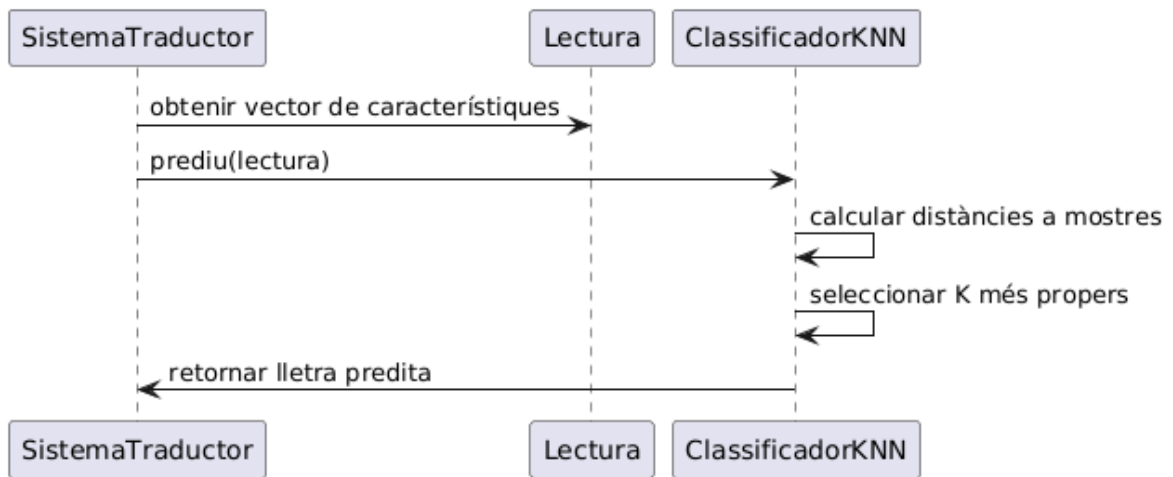 SistemaTraductor Lectura ClassificadorKNN
obtenir vector de característiques
prediu(lectura)
calcular distàncies a mostres
seleccionar K més propers
retornar lletra predita
SistemaTraductor Lectura ClassificadorKNN